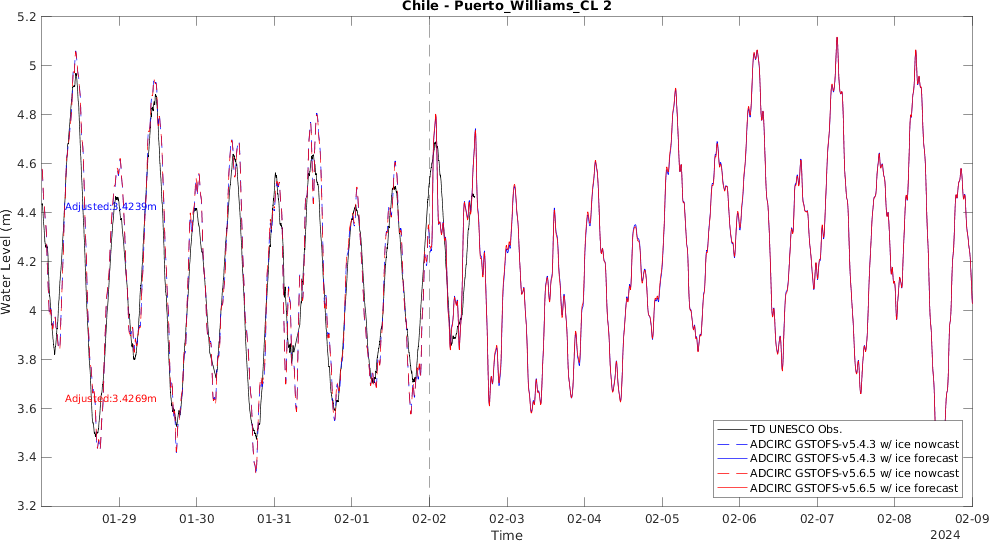 Chile - Puerto_Williams_CL 2
5.2
5
4.8
4.6
4.4
4.2
4
3.8
3.6
3.4
3.2
Water Level (m)
Adjusted:3.4239m
Adjusted:3.4269m
TD UNESCO Obs.
ADCIRC GSTOFS-v5.4.3 w/ ice nowcast
ADCIRC GSTOFS-v5.4.3 w/ ice forecast
ADCIRC GSTOFS-v5.6.5 w/ ice nowcast
ADCIRC GSTOFS-v5.6.5 w/ ice forecast
01-29 01-30 01-31 02-01 02-02 02-03 02-04 02-05 02-06 02-07 02-08 02-09
Time
2024